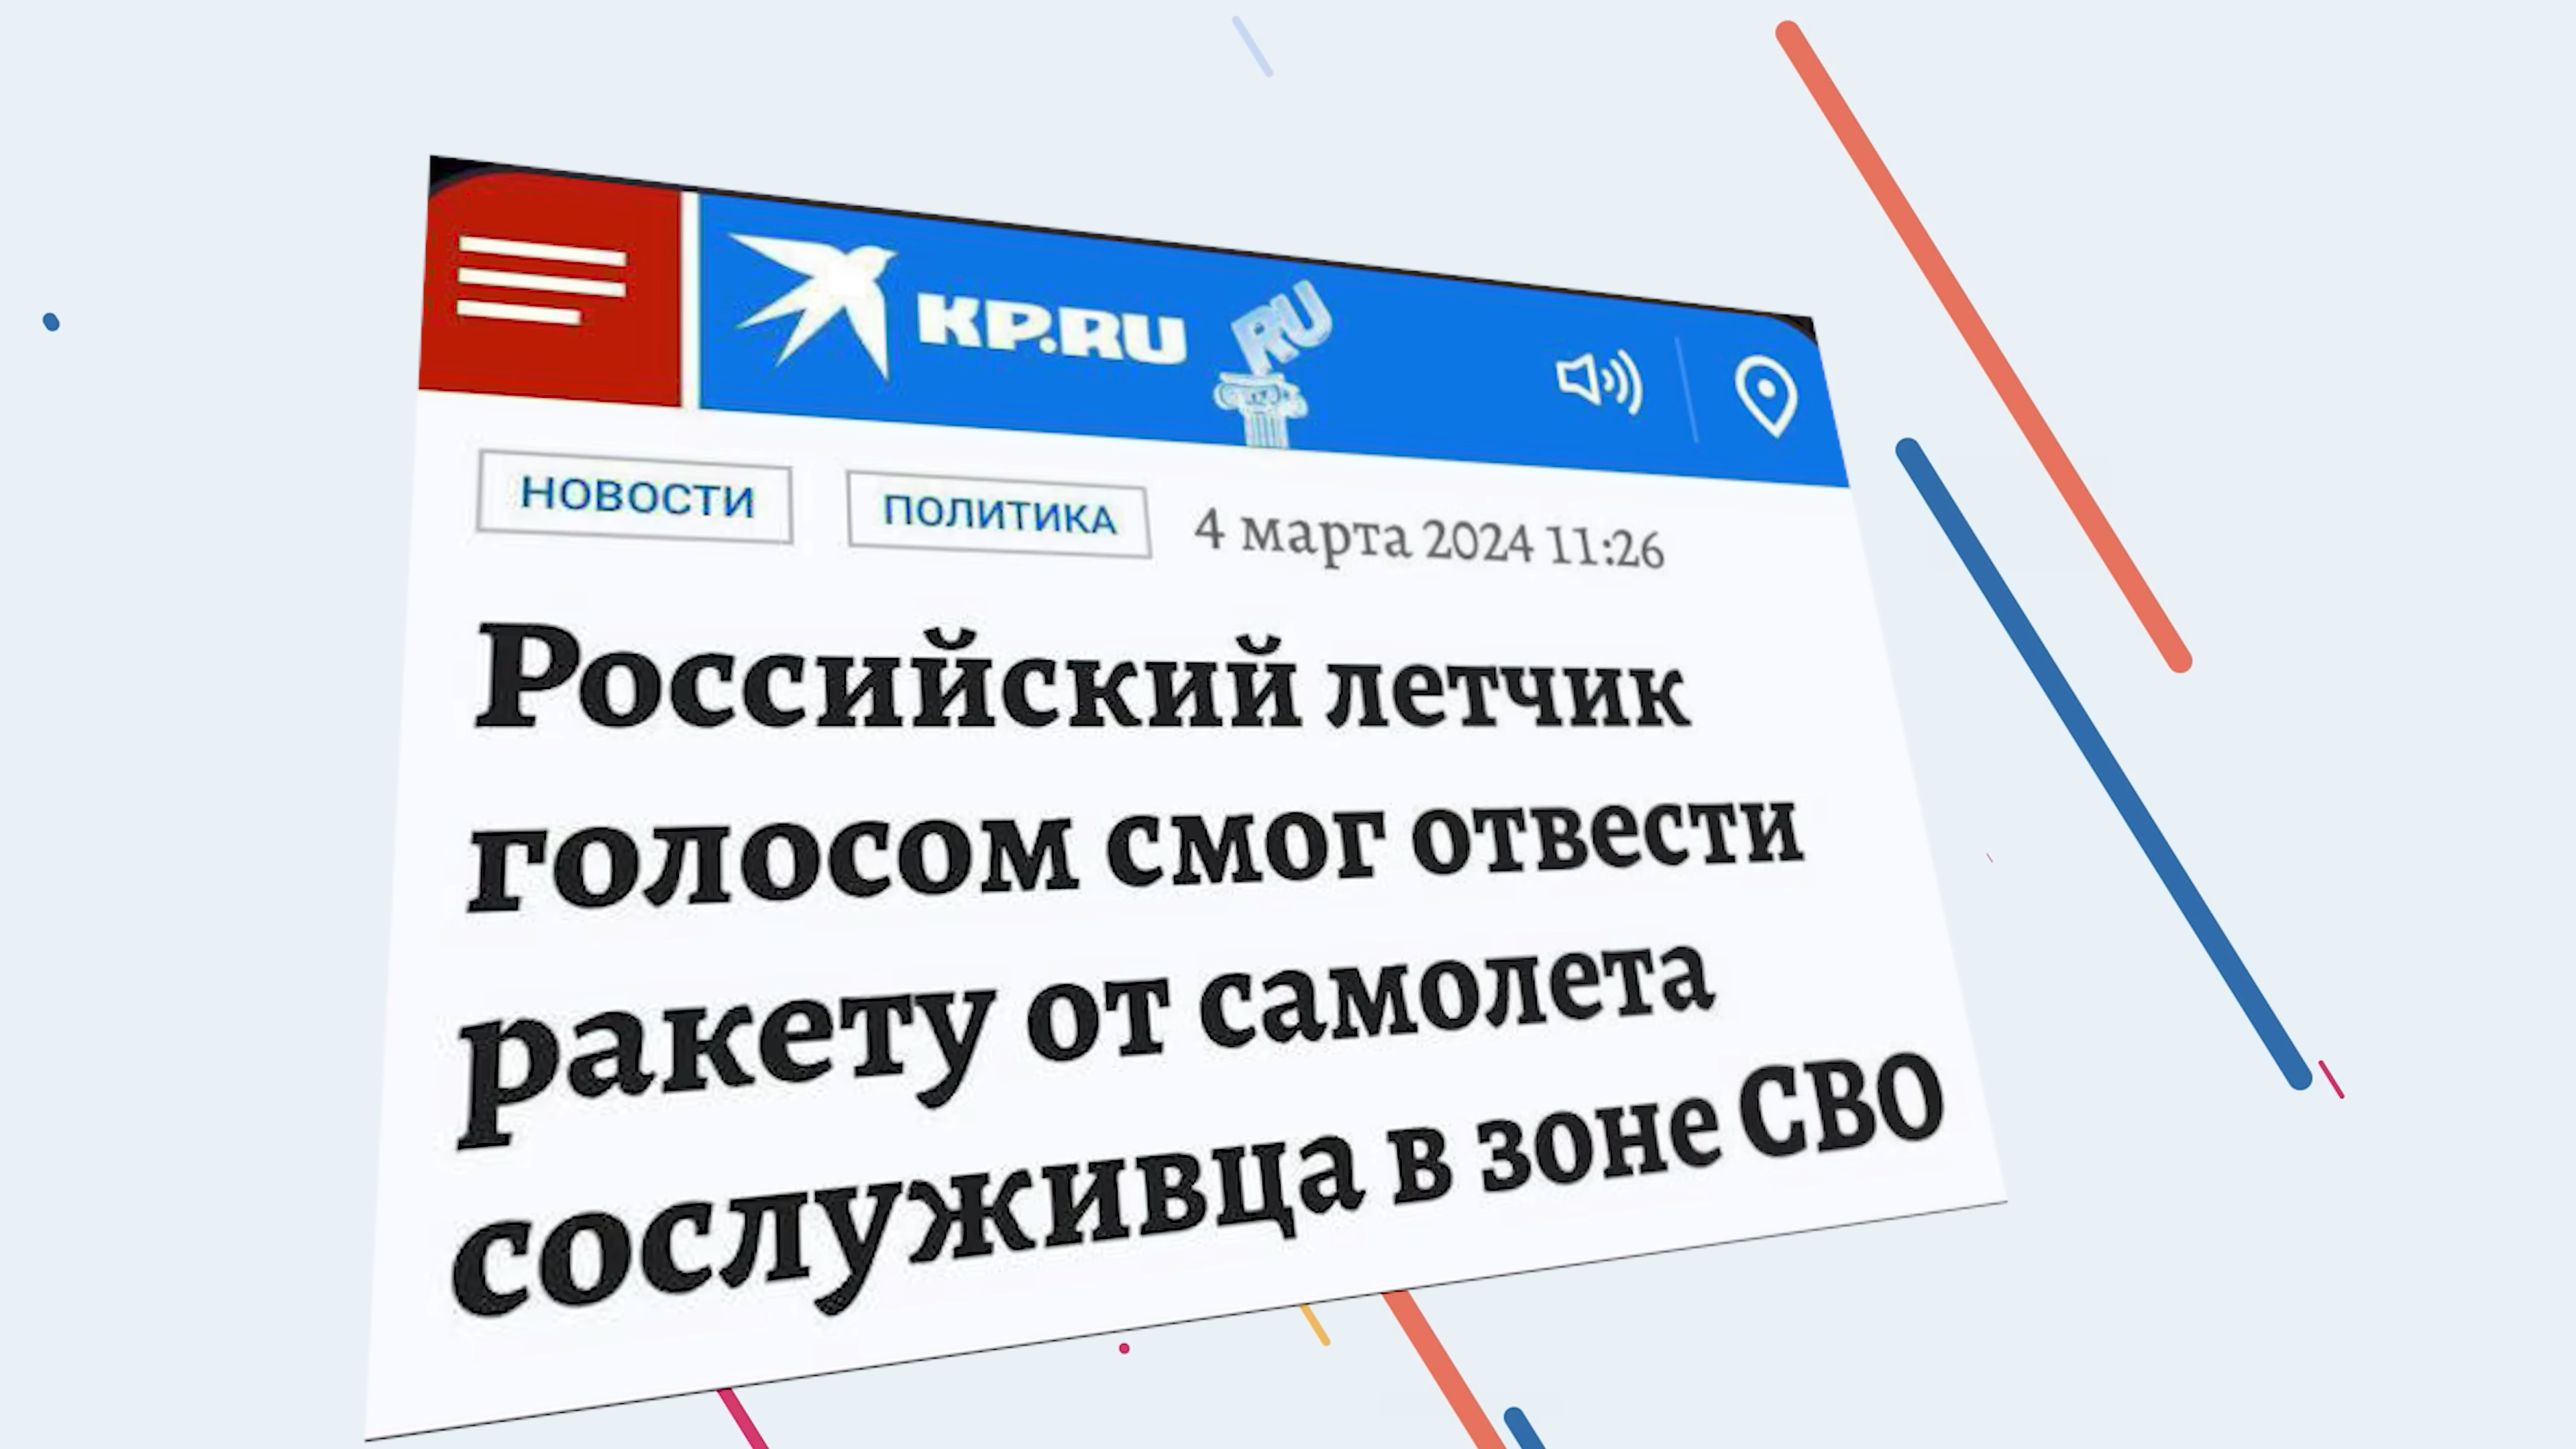 KP.RU
RU
НОВОСТИ ПОЛИТИКА 4 марта 2024 11:26
Российский летчик
голосом смог отвести
ракету от самолета
сослуживца в зоне СВО